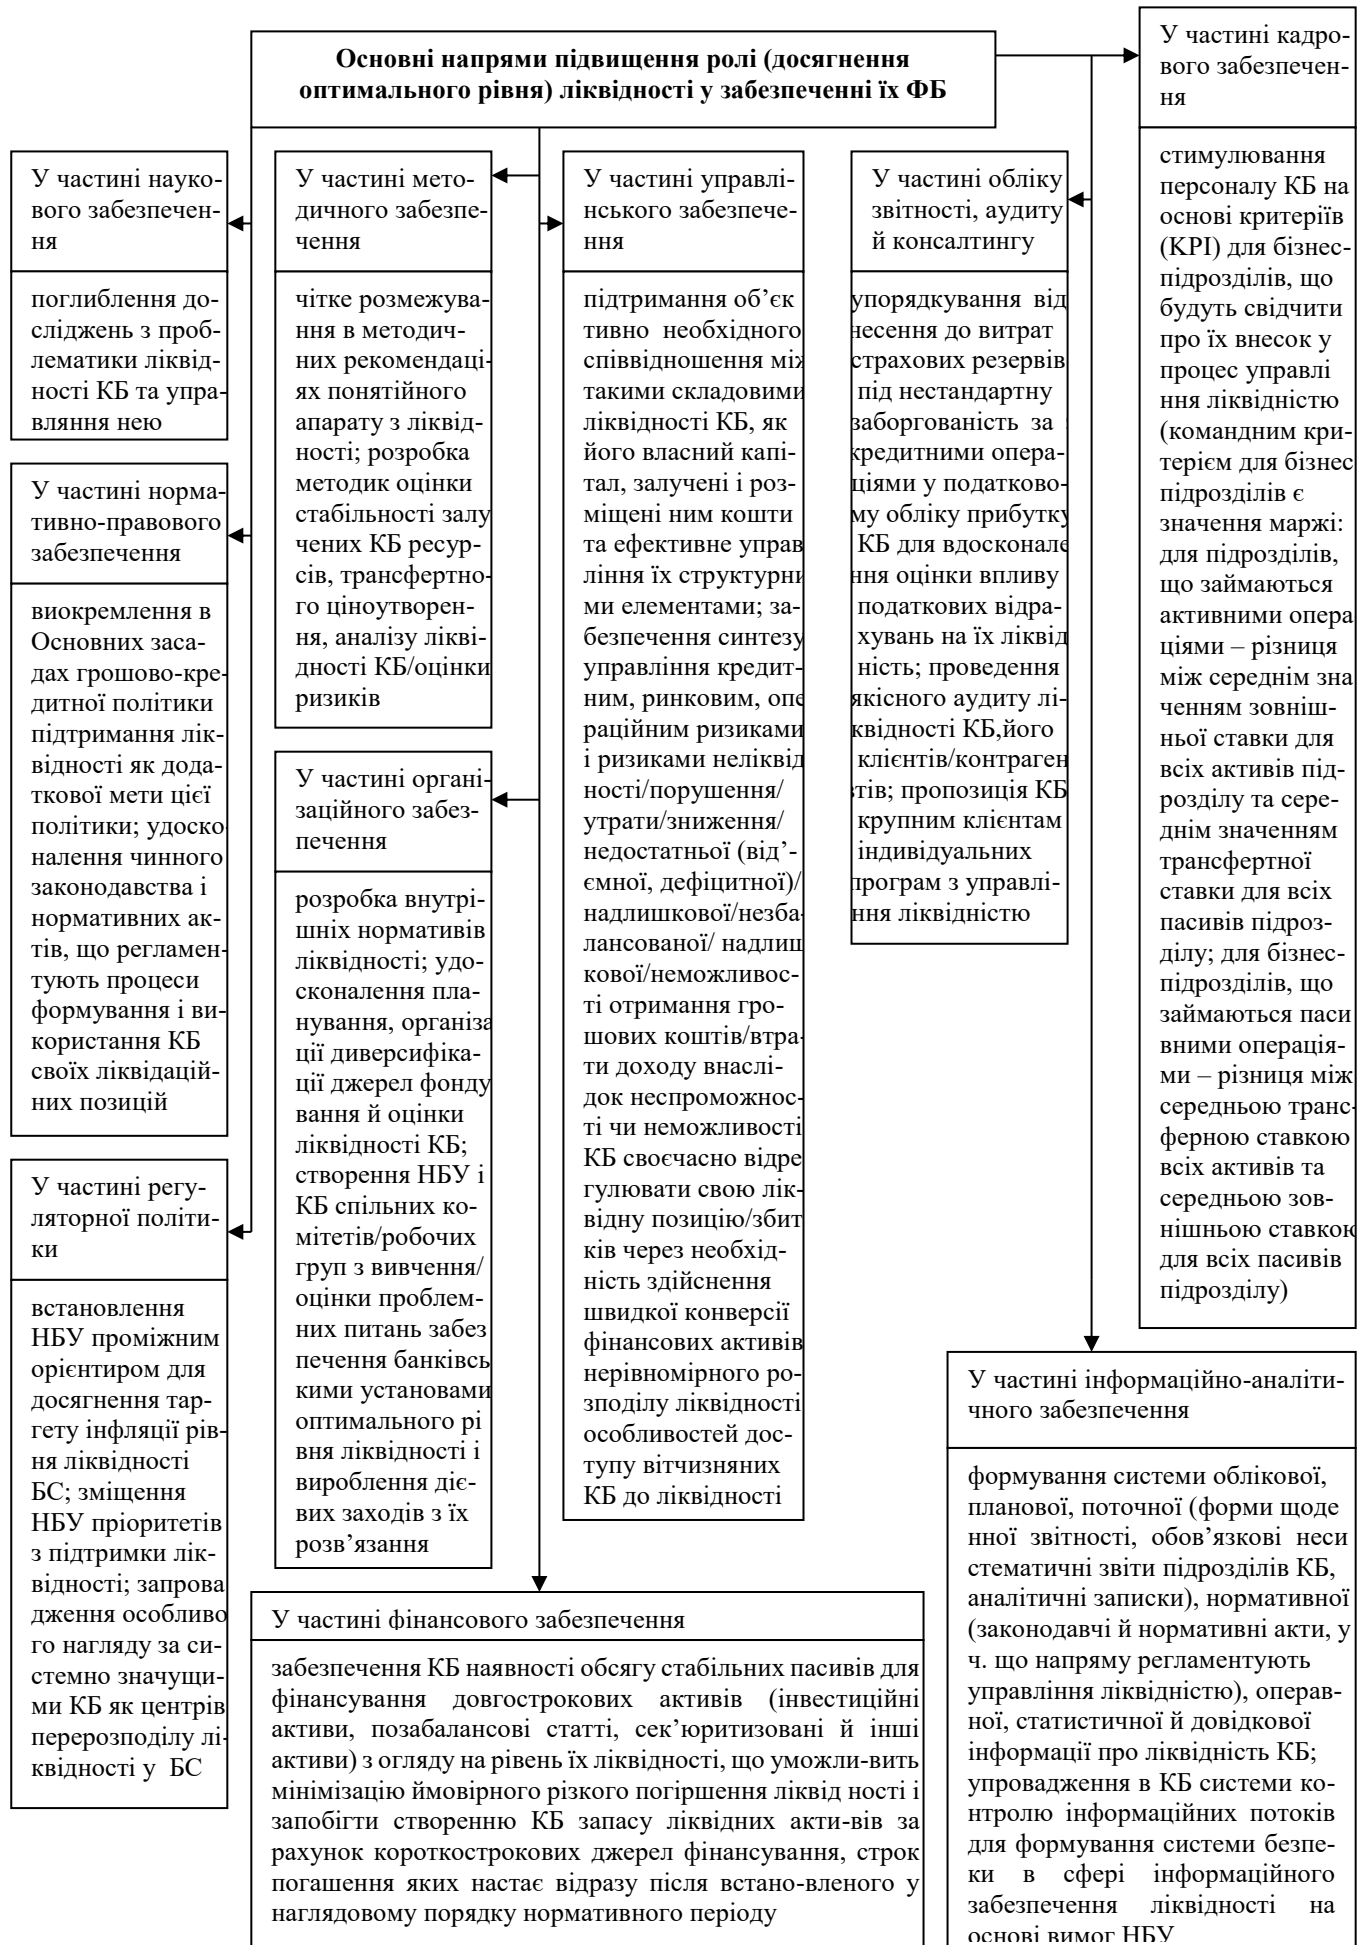 Основні напрями підвищення ролі (досягнення
оптимального рівня) ліквідності у забезпеченні їх ФБ
У частині науко-
вого забезпечен-
ня
поглиблення до-
сліджень з проб-
лематики ліквід-
ності КБ та упра-
вляння нею
У частині норма-
тивно-правового
забезпечення
виокремлення в
Основних заса-
дах грошово-кре-
дитної політики
підтримання лік-
відності як дода-
ткової мети цієї
політики; удоско
налення чинного
законодавства і
нормативних ак-
тів, що регламен-
тують процеси
формування і ви-
користання КБ
своїх ліквідацій-
них позицій
У частині регу-
ляторної політи-
ки
встановлення
НБУ проміжним
орієнтиром для
досягнення тар-
гету інфляції рів-
ня ліквідності
БС; зміщення
НБУ пріоритетів
з підтримки лік-
відності; запрова
дження особливо
го нагляду за си-
стемно значущи-
ми КБ як центрів
перерозподілу лі-
квідності у БС
У частині мето-
дичного забезпе-
чення
чітке розмежува-
ння в методич-
них рекомендаці-
ях понятійного
апарату з ліквід-
ності; розробка
методик оцінки
стабільності залу
чених КБ ресур-
сів, трансфертно-
го ціноутворен-
ня, аналізу лікві-
дності КБ/оцінки
ризиків
У частині органі-
заційного забез-
печення
розробка внутрі-
шніх нормативів
ліквідності; удо-
сконалення пла-
нування, організа
ції диверсифіка-
ції джерел фонду
вання й оцінки
ліквідності КБ;
створення НБУ і
КБ спільних ко-
мітетів/робочих
груп з вивчення/
оцінки проблем-
них питань забез
печення банківсь
кими установами
оптимального рі
вня ліквідності і
вироблення діє-
вих заходів з їх
розв’язання
У частині управлі-
нського забезпече-
ння
підтримання об’єк
тивно необхідного
співвідношення між
такими складовими
ліквідності КБ, як
його власний капі-
тал, залучені і роз-
міщені ним кошти
та ефективне управ
ління їх структурни
ми елементами; за-
безпечення синтезу
управління кредит-
ним, ринковим, опе
раційним ризиками
і ризиками неліквід
ності/порушення/
утрати/зниження/
недостатньої (від’-
ємної, дефіцитної)/
надлишкової/незба-
лансованої/ надлиш
кової/неможливос-
ті отримання гро-
шових коштів/втра-
ти доходу внаслі-
док неспроможнос-
ті чи неможливості
КБ своєчасно відре
гулювати свою лік-
відну позицію/збит
ків через необхід-
ність здійснення
швидкої конверсії
фінансових активів
нерівномірного ро-
зподілу ліквідності
особливостей дос-
тупу вітчизняних
КБ до ліквідності
У частині обліку
звітності, аудиту
й консалтингу
упорядкування від
несення до витрат
страхових резервів
під нестандартну
заборгованість за
кредитними опера-
ціями у податково-
му обліку прибутку
КБ для вдосконале
ння оцінки впливу
податкових відра-
хувань на їх ліквід
ність; проведення
якісного аудиту лі-
квідності КБ,його
клієнтів/контраген
тів; пропозиція КБ
крупним клієнтам
індивідуальних
програм з управлі-
ння ліквідністю
У частині кадро-
вого забезпечен-
ня
стимулювання
персоналу КБ на
основі критеріїв
(KPI) для бізнес-
підрозділів, що
будуть свідчити
про їх внесок у
процес управлі
ння ліквідністю
(командним кри-
терієм для бізнес
підрозділів є
значення маржі:
для підрозділів,
що займаються
активними опера
ціями – різниця
між середнім зна
ченням зовніш-
ньої ставки для
всіх активів під-
розділу та сере-
днім значенням
трансфертної
ставки для всіх
пасивів підроз-
ділу; для бізнес-
підрозділів, що
займаються паси
вними операція-
ми – різниця між
середньою транс-
ферною ставкою
всіх активів та
середньою зов-
нішньою ставкою
для всіх пасивів
підрозділу)
У частині фінансового забезпечення
забезпечення КБ наявності обсягу стабільних пасивів для
фінансування довгострокових активів (інвестиційні
активи, позабалансові статті, сек’юритизовані й інші
активи) з огляду на рівень їх ліквідності, що уможли-вить
мінімізацію ймовірного різкого погіршення ліквід ності і
запобігти створенню КБ запасу ліквідних акти-вів за
рахунок короткострокових джерел фінансування, строк
погашення яких настає відразу після встано-вленого у
наглядовому порядку нормативного періоду
У частині інформаційно-аналіти-
чного забезпечення
формування системи облікової,
планової, поточної (форми щоде
нної звітності, обов’язкові неси
стематичні звіти підрозділів КБ,
аналітичні записки), нормативної
(законодавчі й нормативні акти, у
ч. що напряму регламентують
управління ліквідністю), операв-
ної, статистичної й довідкової
інформації про ліквідність КБ;
упровадження в КБ системи ко-
нтролю інформаційних потоків
для формування системи безпе-
ки в сфері інформаційного
забезпечення ліквідності на
основі вимог НБУ